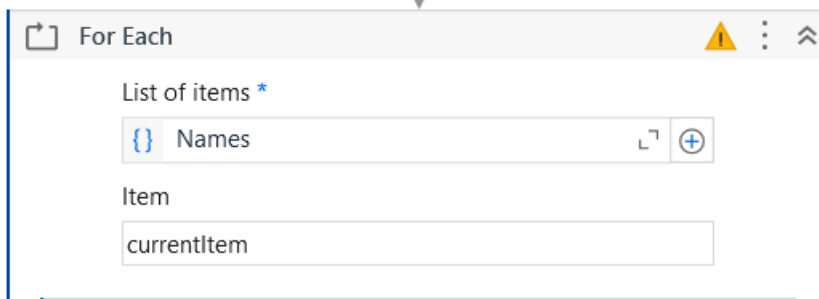 For Each
List of items *
{} Names
Item
currentItem